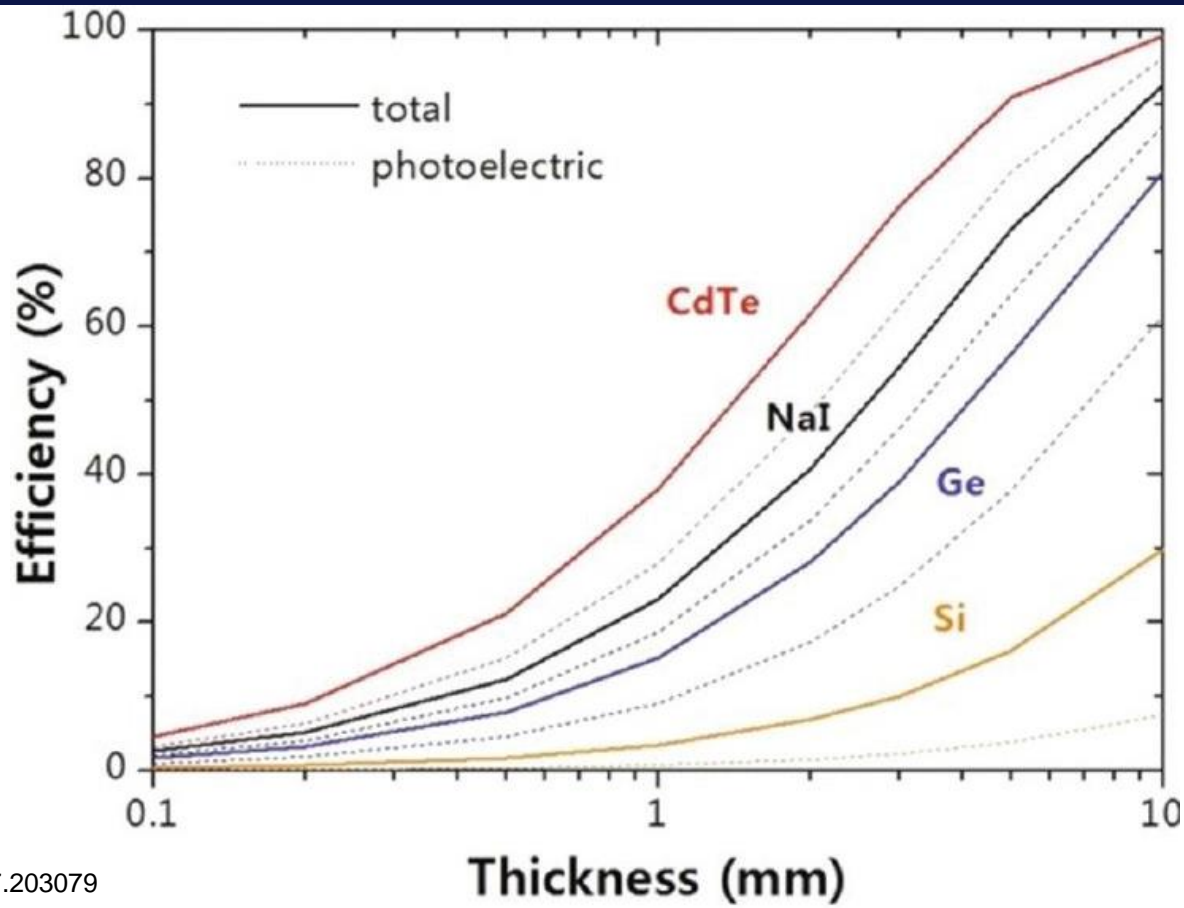 100
total
photoelectric
80
60
CdTe
NaI
40
Ge
20
Si
0
0.1
1
10
Efficiency (%)
Thickness (mm)
.203079